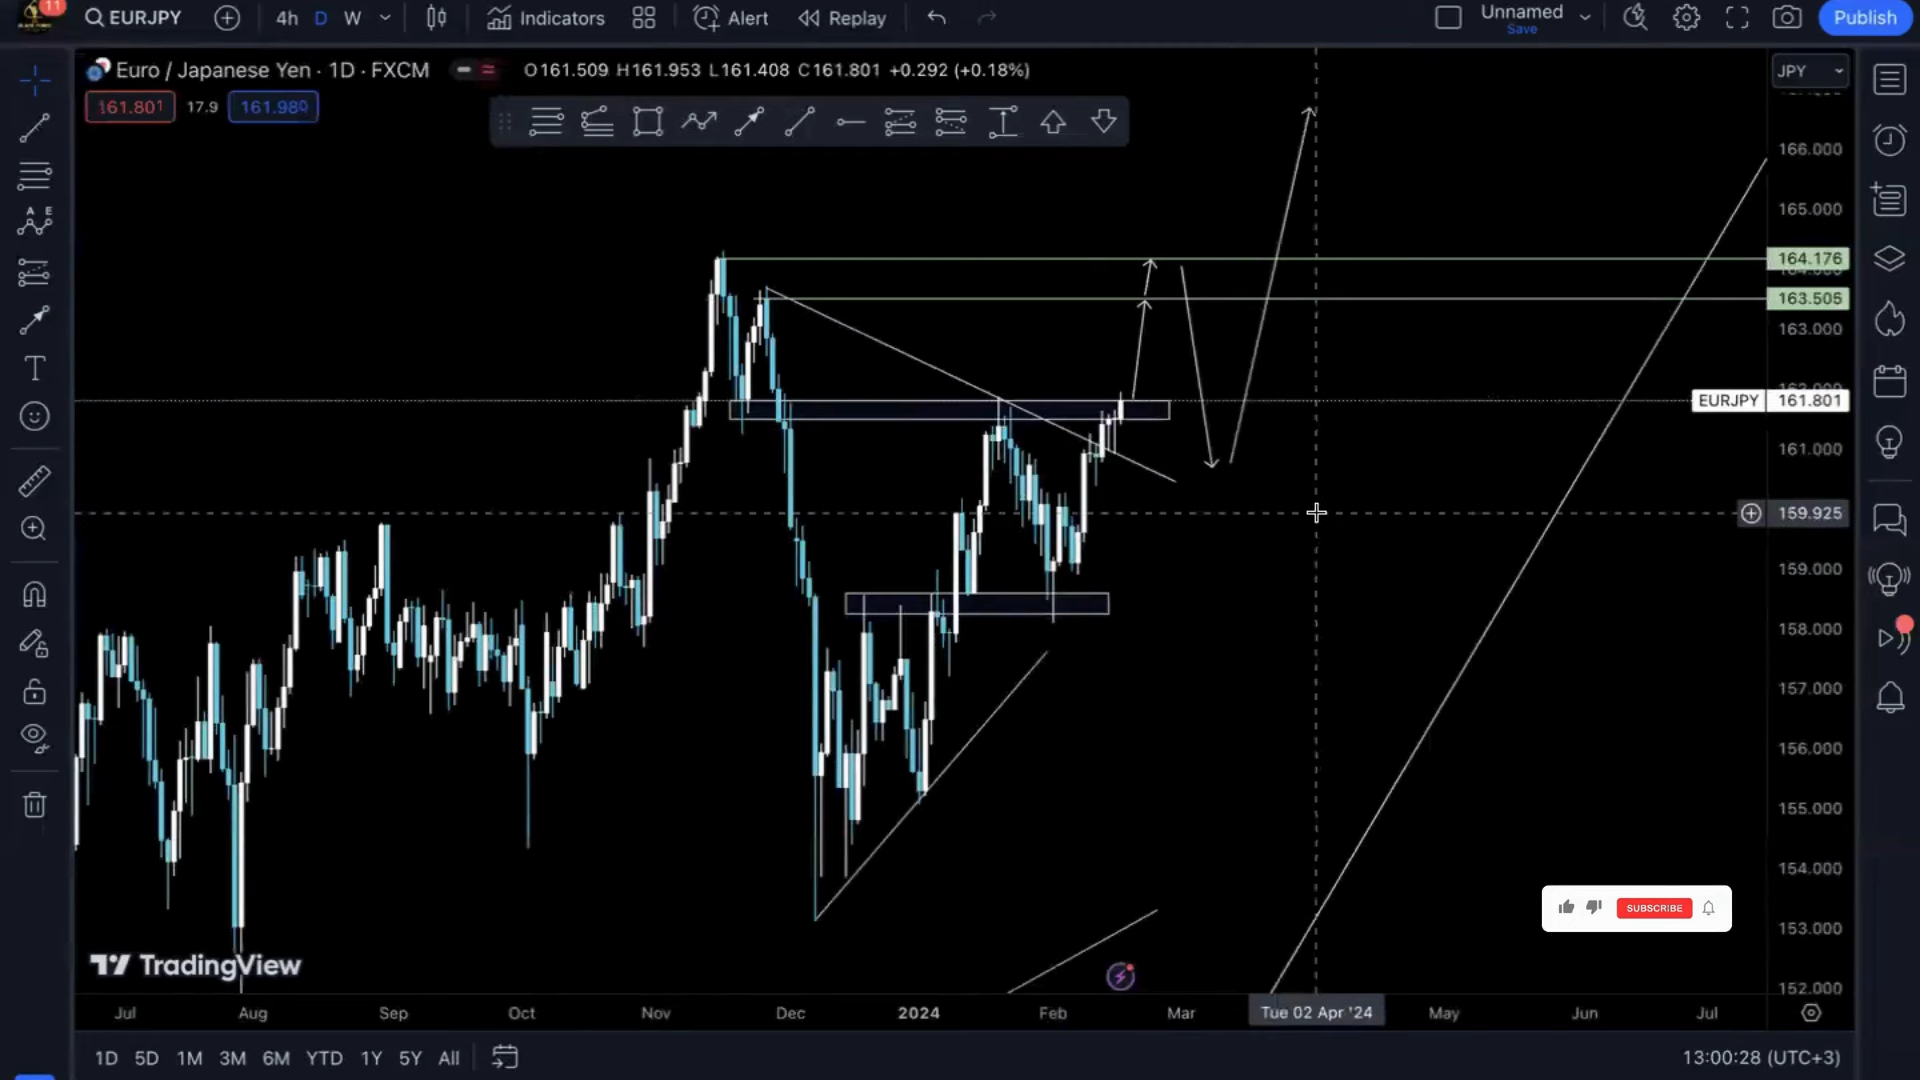 11
EURJPY
4h D W
Indicators
Alert
Replay
Unnamed
Save
Publish
Euro / Japanese Yen · 1D · FXCM
O161.509 H161.953 L161.408 C161.801 +0.292 (+0.18%)
JPY
161.801 17.9 161.980
166.000
165.000
164.176
163.505
163.000
EURJPY 161.801
161.000
159.925
159.000
158.000
157.000
156.000
155.000
154.000
153.000
152.000
A E
T
SUBSCRIBE
TradingView
Jul Aug Sep Oct Nov Dec 2024 Feb Mar Tue 02 Apr '24 May Jun Jul
1D 5D 1M 3M 6M YTD 1Y 5Y All
13:00:28 (UTC+3)